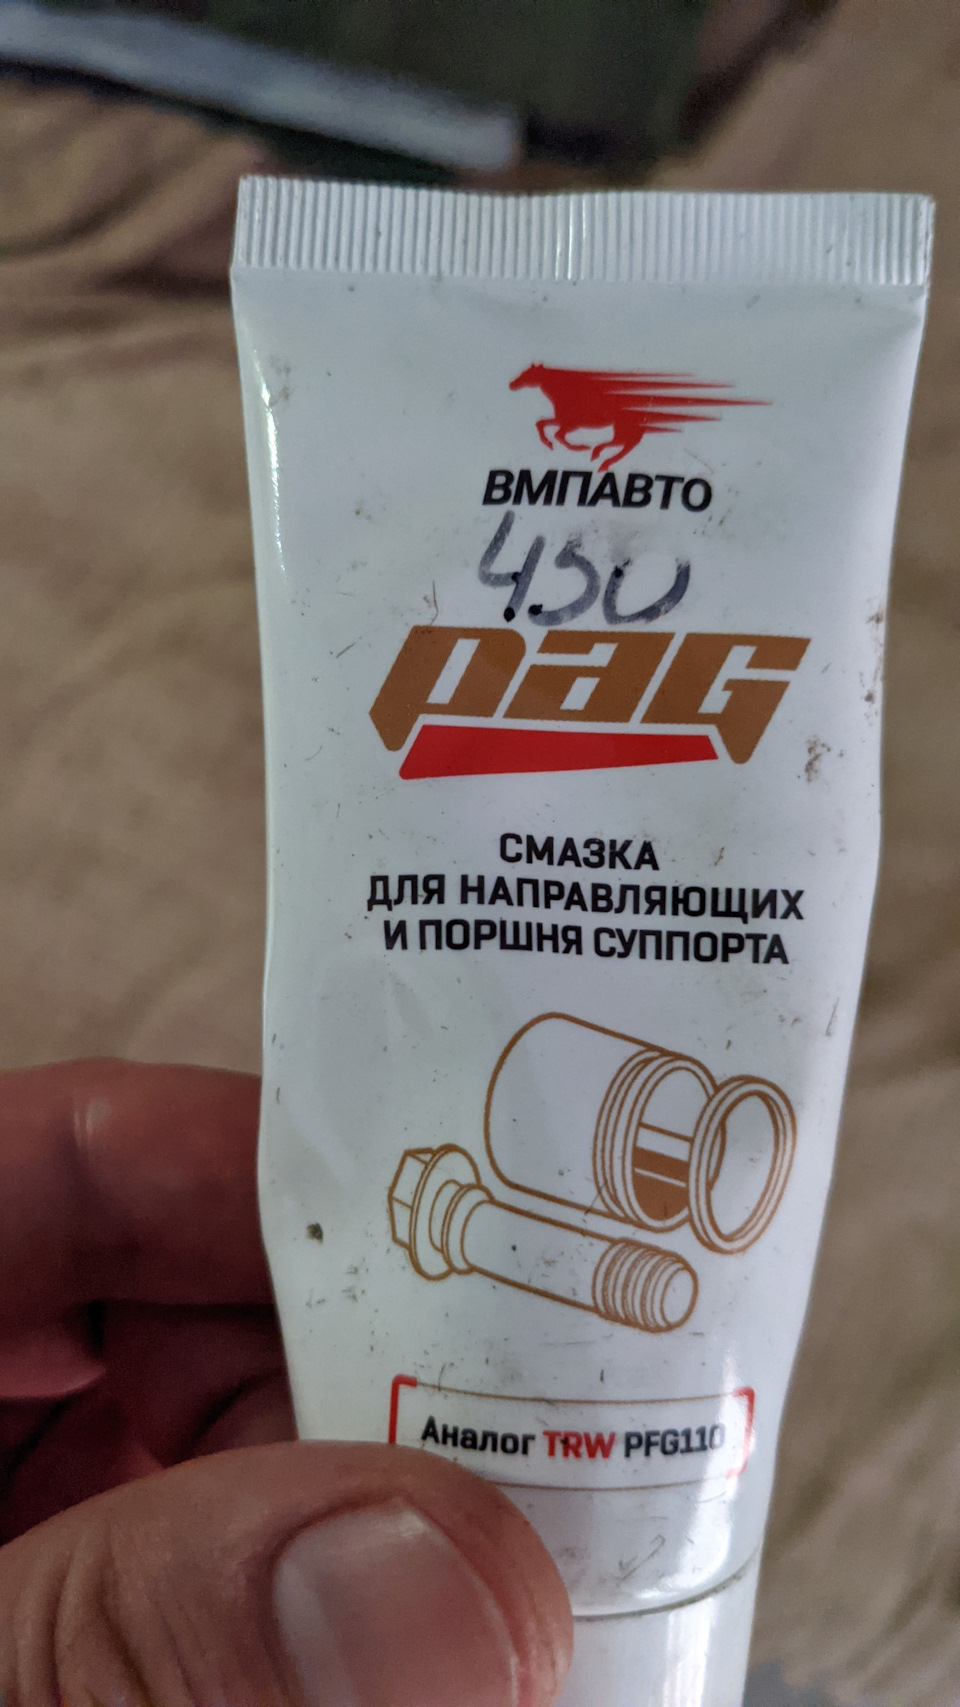 ВМПАВТО
450
PAG
СМАЗКА
ДЛЯ НАПРАВЛЯЮЩИХ
И ПОРШНЯ СУППОРТА
Аналог TRW PFG110